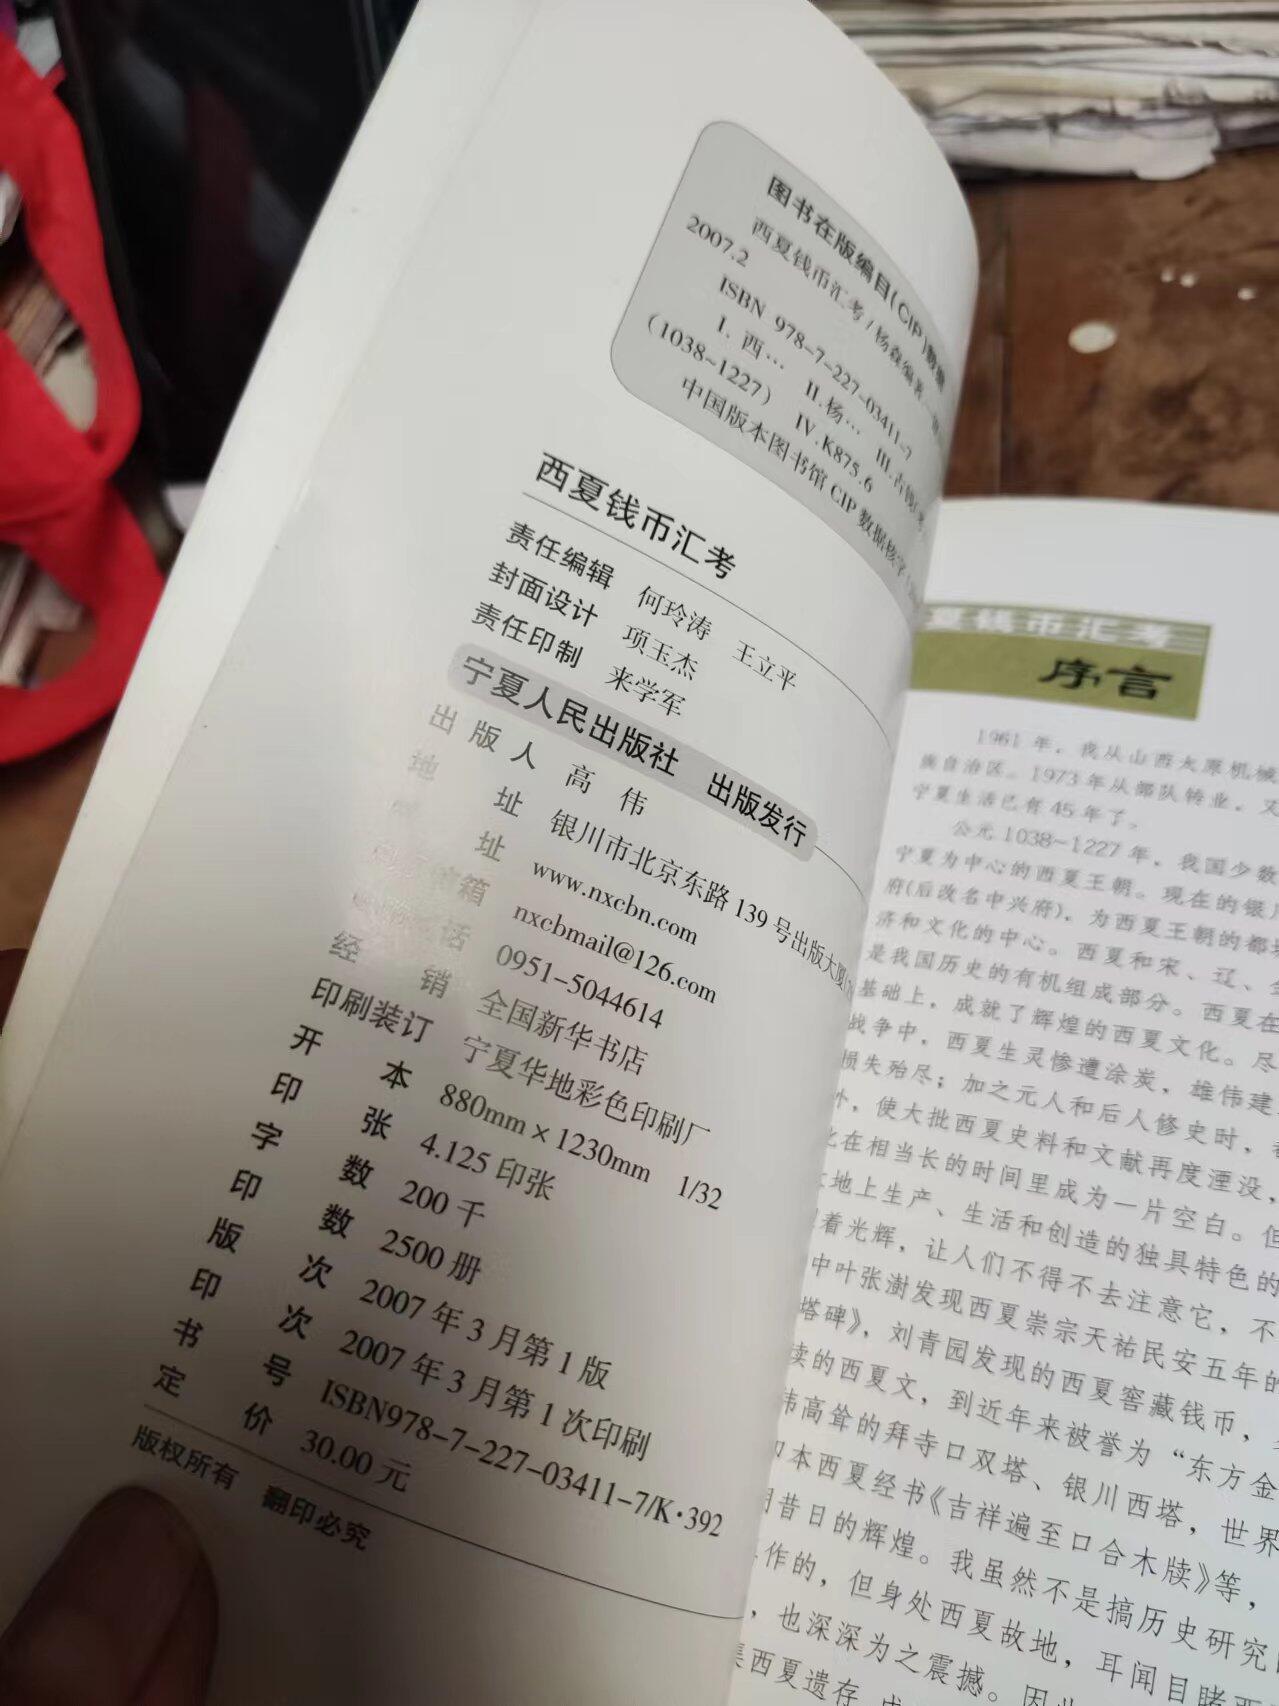 图书在版编目(CIP)数据
西夏钱币汇考/杨森编著
2007.2
ISBN 978-7-227-03411-7
Ⅰ.西… Ⅱ.杨… Ⅲ.古钱(考
(1038~1227) Ⅳ.K875.6
中国版本图书馆CIP数据核字
西夏钱币汇考
责任编辑 何玲涛 王立平
封面设计 项玉杰
责任印制 来学军
宁夏人民出版社 出版发行
出版人 高伟
地址 银川市北京东路139号出版大厦
网址 www.nxcbn.com
信箱 nxcbmail@126.com
电话 0951-5044614
经销 全国新华书店
印刷装订 宁夏华地彩色印刷厂
开本 880mm×1230mm 1/32
印张 4.125印张
字数 200千
印数 2500册
版次 2007年3月第1版
印次 2007年3月第1次印刷
书号 ISBN978-7-227-03411-7/K·392
定价 30.00元
版权所有 翻印必究
夏钱币汇考
序言
1961年，我从山西太原机械
族自治区。1973年从部队转业，又
宁夏生活已有45年了。
公元1038~1227年，我国少数
宁夏为中心的西夏王朝。现在的银川
府(后改名中兴府)，为西夏王朝的都城
济和文化的中心。西夏和宋、辽、金
是我国历史的有机组成部分。西夏在
基础上，成就了辉煌的西夏文化。尽
战争中，西夏生灵惨遭涂炭，雄伟建
损失殆尽；加之元人和后人修史时，
外，使大批西夏史料和文献再度湮没，
此在相当长的时间里成为一片空白。但
地上生产、生活和创造的独具特色的
着光辉，让人们不得不去注意它，不
中叶张澍发现西夏崇宗天祐民安五年的
塔碑》，刘青园发现的西夏窖藏钱币，
读的西夏文，到近年来被誉为“东方金
伟高耸的拜寺口双塔、银川西塔，世界
印本西夏经书《吉祥遍至口合木牍》等，
明昔日的辉煌。我虽然不是搞历史研究
作的，但身处西夏故地，耳闻目睹西
，也深深为之震撼。因此
集西夏遗存